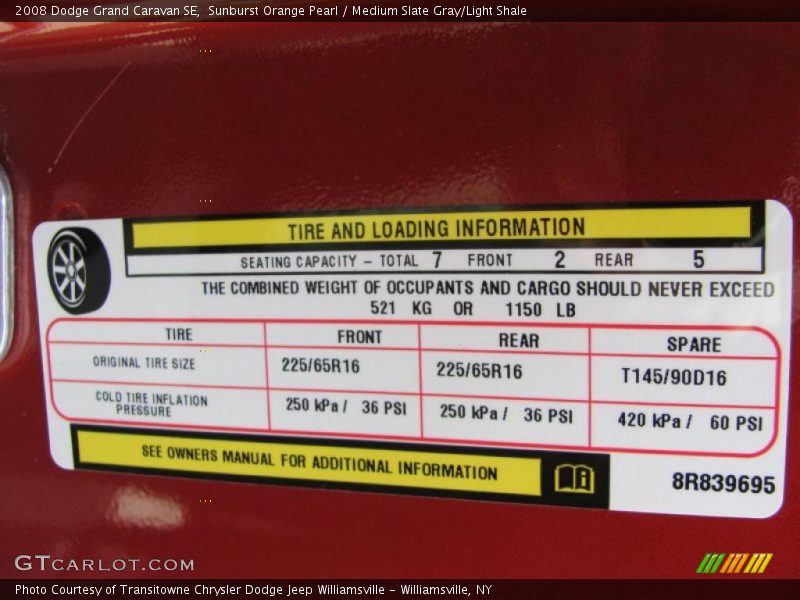 2008 Dodge Grand Caravan SE,  Sunburst Orange Pearl / Medium Slate Gray/Light Shale
TIRE AND LOADING INFORMATION
SEATING CAPACITY – TOTAL 7 FRONT 2 REAR 5
THE COMBINED WEIGHT OF OCCUPANTS AND CARGO SHOULD NEVER EXCEED
521 KG OR 1150 LB
TIRE FRONT REAR SPARE
ORIGINAL TIRE SIZE 225/65R16 225/65R16 T145/90D16
COLD TIRE INFLATION
PRESSURE 250 kPa / 36 PSI 250 kPa / 36 PSI 420 kPa / 60 PSI
SEE OWNERS MANUAL FOR ADDITIONAL INFORMATION
8R839695
GTCARLOT.COM
Photo Courtesy of Transitowne Chrysler Dodge Jeep Williamsville – Williamsville, NY